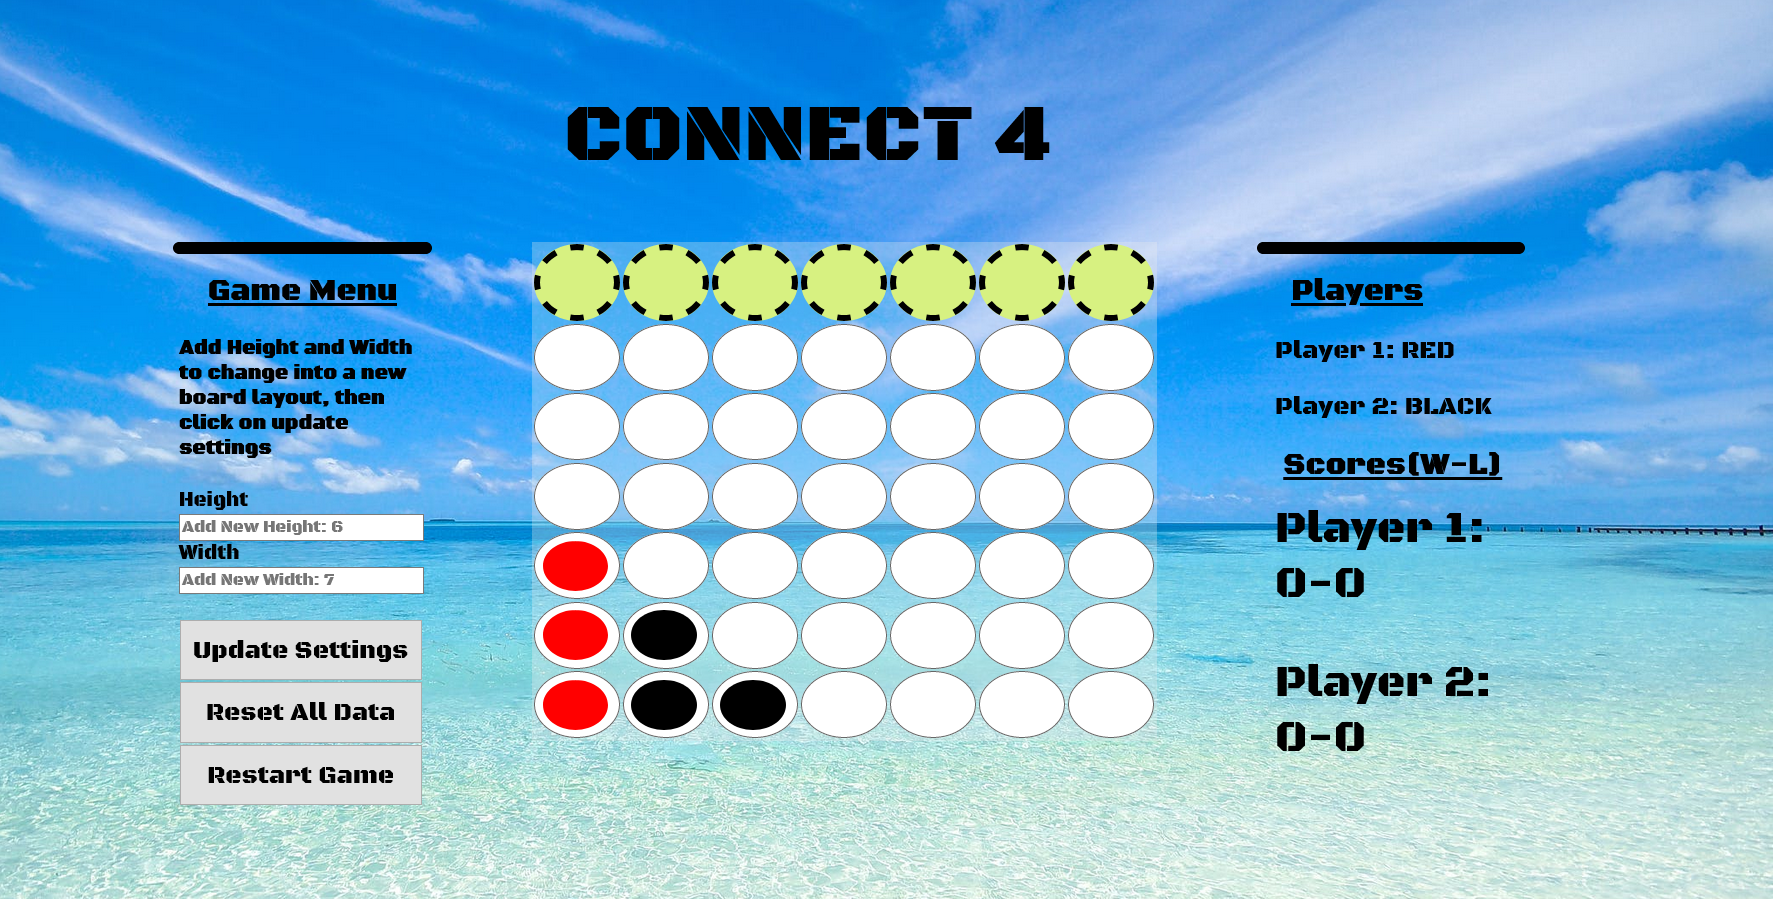 CONNECT 4
Game Menu
Add Height and Width
to change into a new
board layout, then
click on update
settings
Height
Add New Height: 6
Width
Add New Width: 7
Update Settings
Reset All Data
Restart Game
Players
Player 1: RED
Player 2: BLACK
Scores(W-L)
Player 1:
0-0
Player 2:
0-0